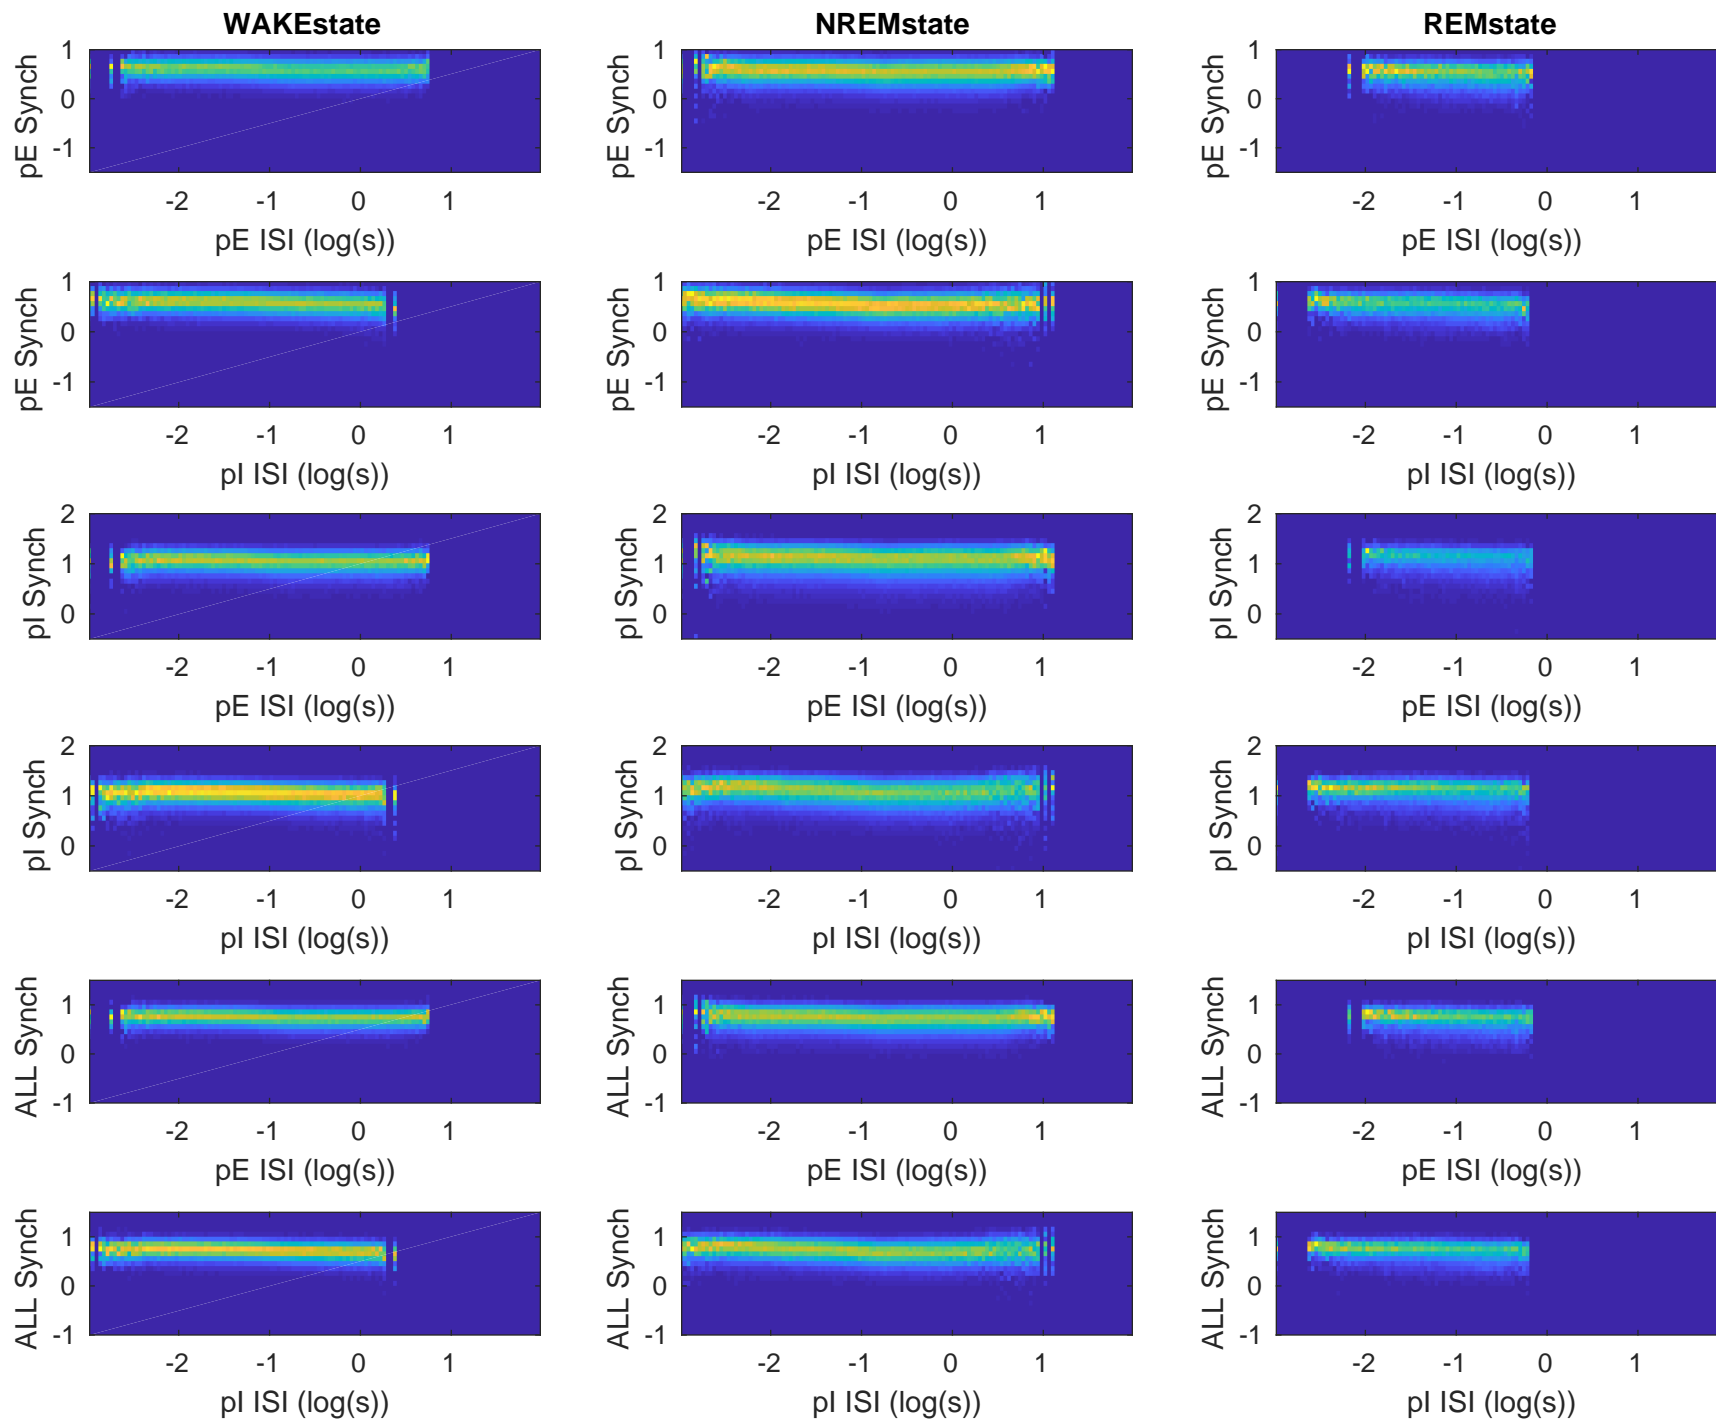 WAKEstate NREMstate REMstate
1 1 1
pE Synch pE Synch pE Synch
0 0 0
-1 -1 -1
-2 -1 0 1 -2 -1 0 1 -2 -1 0 1
pE ISI (log(s)) pE ISI (log(s)) pE ISI (log(s))
1 1 1
pE Synch pE Synch pE Synch
0 0 0
-1 -1 -1
-2 -1 0 1 -2 -1 0 1 -2 -1 0 1
pI ISI (log(s)) pI ISI (log(s)) pI ISI (log(s))
2 2 2
pI Synch pI Synch pI Synch
1 1 1
0 0 0
-2 -1 0 1 -2 -1 0 1 -2 -1 0 1
pE ISI (log(s)) pE ISI (log(s)) pE ISI (log(s))
2 2 2
pI Synch pI Synch pI Synch
1 1 1
0 0 0
-2 -1 0 1 -2 -1 0 1 -2 -1 0 1
pI ISI (log(s)) pI ISI (log(s)) pI ISI (log(s))
ALL Synch ALL Synch ALL Synch
1 1 1
0 0 0
-1 -1 -1
-2 -1 0 1 -2 -1 0 1 -2 -1 0 1
pE ISI (log(s)) pE ISI (log(s)) pE ISI (log(s))
ALL Synch ALL Synch ALL Synch
1 1 1
0 0 0
-1 -1 -1
-2 -1 0 1 -2 -1 0 1 -2 -1 0 1
pI ISI (log(s)) pI ISI (log(s)) pI ISI (log(s))